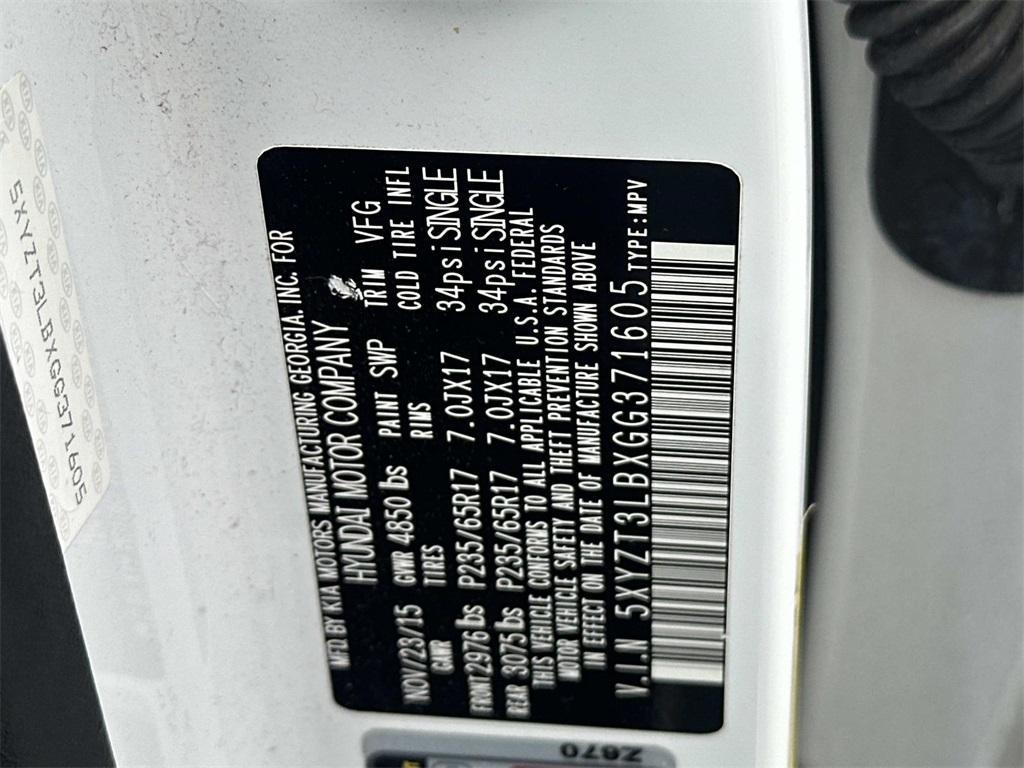 5XYZT3LBXGG371605
MFD BY KIA MOTORS MANUFACTURING GEORGIA. INC. FOR
HYUNDAI MOTOR COMPANY
NOV/23/15 GVWR 4850 lbs PAINT SWP TRIM VFG
GAWR TIRES RIMS COLD TIRE INFL
FRONT 2976 lbs P235/65R17 7.0JX17 34psi SINGLE
REAR 3075 lbs P235/65R17 7.0JX17 34psi SINGLE
THIS VEHICLE CONFORMS TO ALL APPLICABLE U.S.A. FEDERAL
MOTOR VEHICLE SAFETY AND THEFT PREVENTION STANDARDS
IN EFFECT ON THE DATE OF MANUFACTURE SHOWN ABOVE
V.I.N 5XYZT3LBXGG371605 TYPE:MPV
Z670